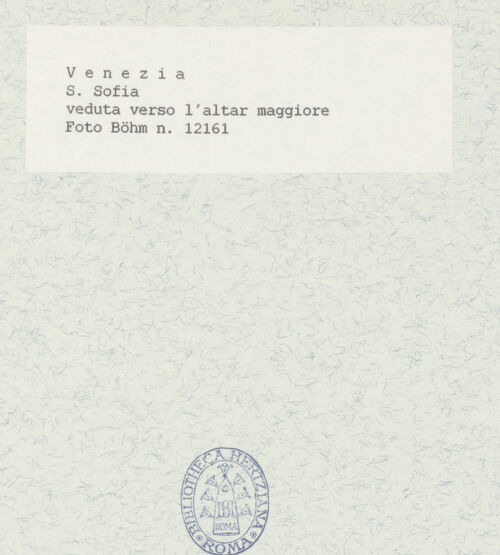 V e n e z i a
S. Sofia
veduta verso l'altar maggiore
Foto Böhm n. 12161
BIBLIOTHECA HERTZIANA
ROMA
* ROMA *